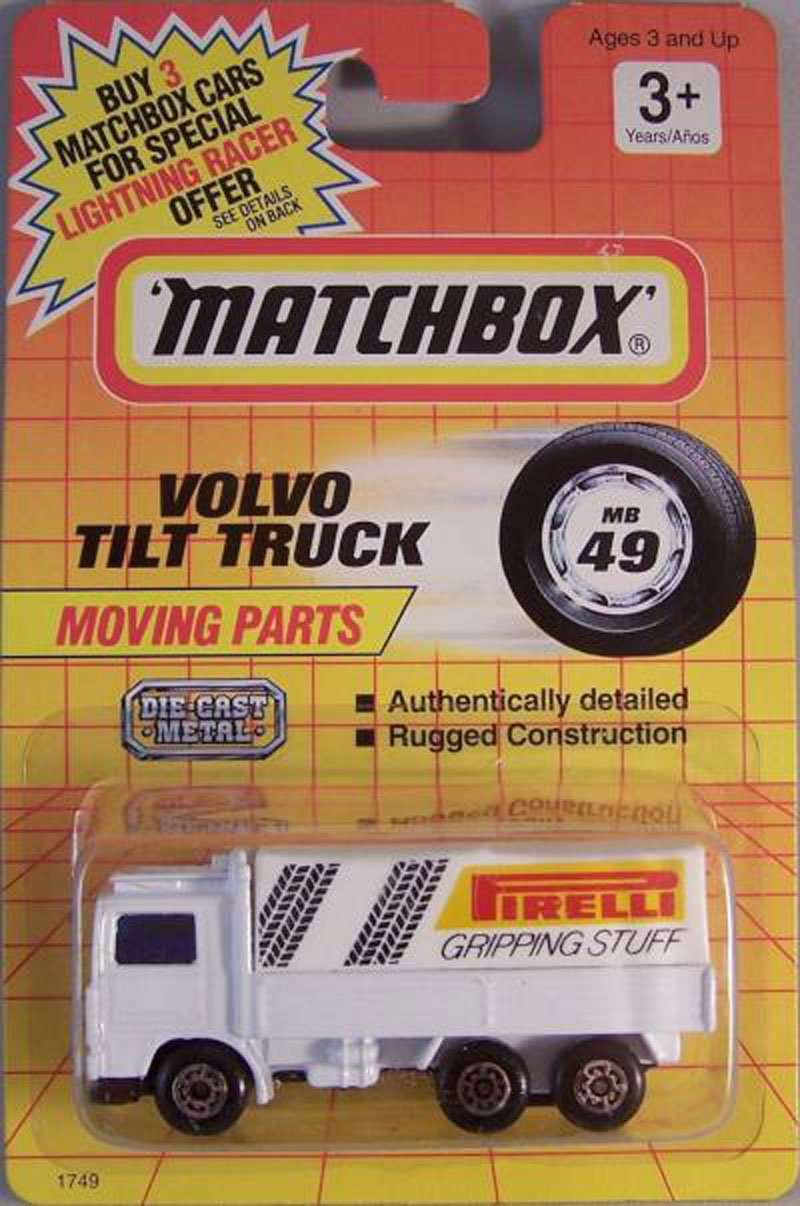 Ages 3 and Up
3+
Years/Años
BUY 3
MATCHBOX CARS
FOR SPECIAL
LIGHTNING RACER
OFFER
SEE DETAILS
ON BACK
'MATCHBOX'®
VOLVO
TILT TRUCK
MB
49
MOVING PARTS
DIE-CAST
•METAL•
■ Authentically detailed
■ Rugged Construction
PIRELLI
GRIPPING STUFF
1749